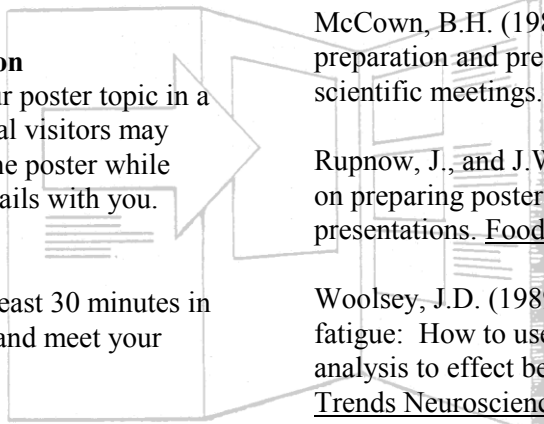 on
ur poster topic in a
al visitors may
he poster while
ails with you.
east 30 minutes in
and meet your
McCown, B.H. (198
preparation and pre
scientific meetings.
Rupnow, J., and J.W
on preparing poster
presentations. Food
Woolsey, J.D. (1989
fatigue: How to use
analysis to effect be
Trends Neuroscienc